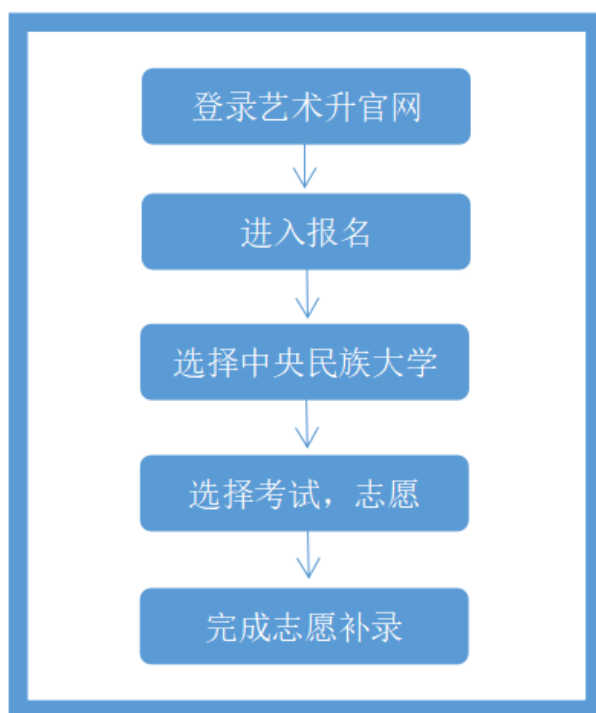 登录艺术升官网
进入报名
选择中央民族大学
选择考试，志愿
完成志愿补录